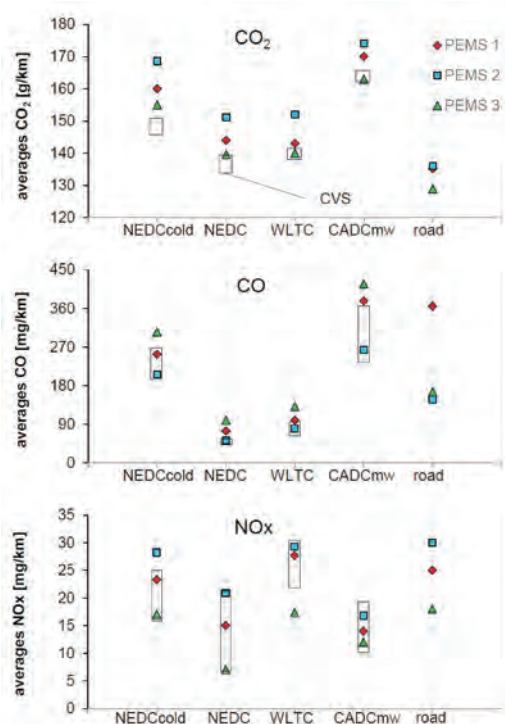 CO2
PEMS 1
PEMS 2
PEMS 3
averages CO2 [g/km]
180
170
160
150
140
130
120
CVS
NEDCcold NEDC WLTC CADCmw road
CO
averages CO [mg/km]
450
360
270
180
90
0
NEDCcold NEDC WLTC CADCmw road
NOx
averages NOx [mg/km]
35
30
25
20
15
10
5
0
NEDCcold NEDC WLTC CADCmw road